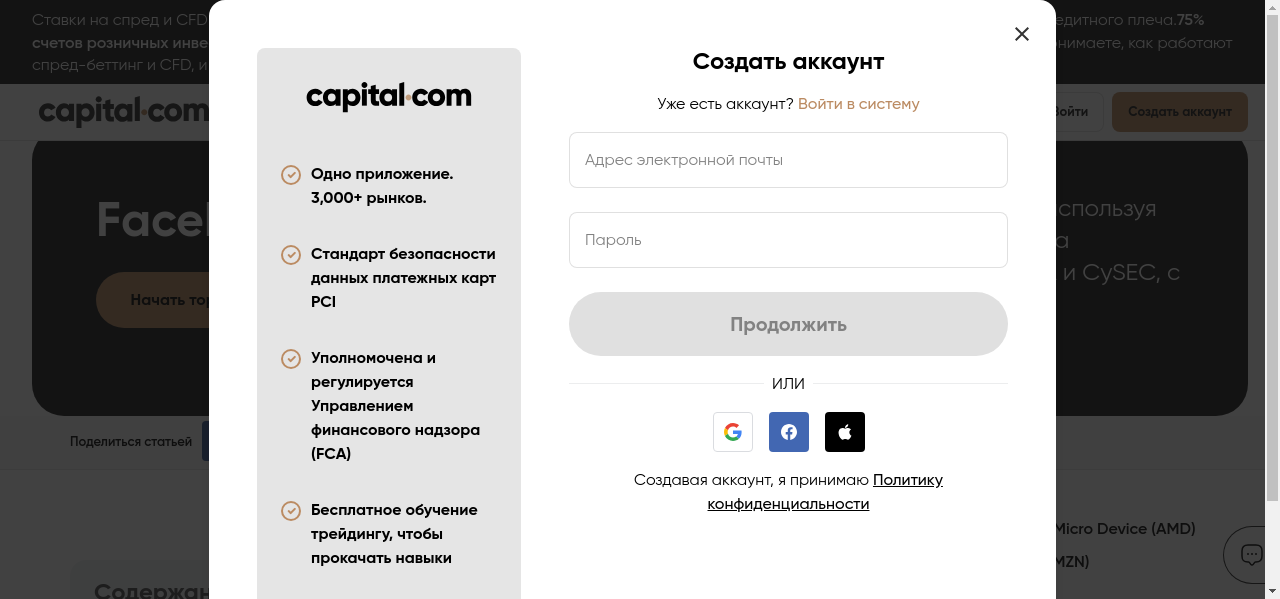 Ставки на спред и CFD
едитного плеча.75%
счетов розничных инве
нимаете, как работают
спред-беттинг и CFD, и
capital.com
Войти
Создать аккаунт
Faceb
спользуя
а
и CySEC, с
Начать тор
Поделиться статьей
Micro Device (AMD)
MZN)
Содержан
capital.com
Одно приложение.
3,000+ рынков.
Стандарт безопасности
данных платежных карт
PCI
Уполномочена и
регулируется
Управлением
финансового надзора
(FCA)
Бесплатное обучение
трейдингу, чтобы
прокачать навыки
Создать аккаунт
Уже есть аккаунт? Войти в систему
Адрес электронной почты
Пароль
Продолжить
ИЛИ
Создавая аккаунт, я принимаю Политику
конфиденциальности